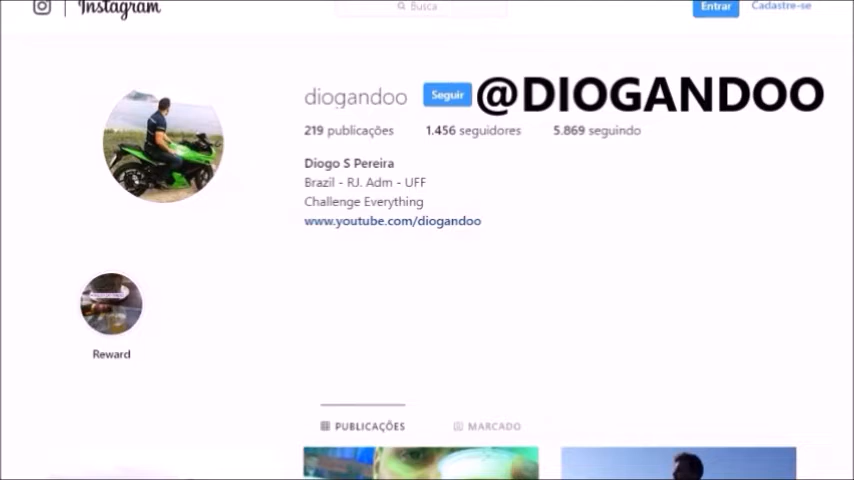 Instagram
Busca
Entrar
Cadastre-se
diogandoo
Seguir
@DIOGANDOO
219 publicações
1.456 seguidores
5.869 seguindo
Diogo S Pereira
Brazil - RJ. Adm - UFF
Challenge Everything
www.youtube.com/diogandoo
Reward
PUBLICAÇÕES
MARCADO